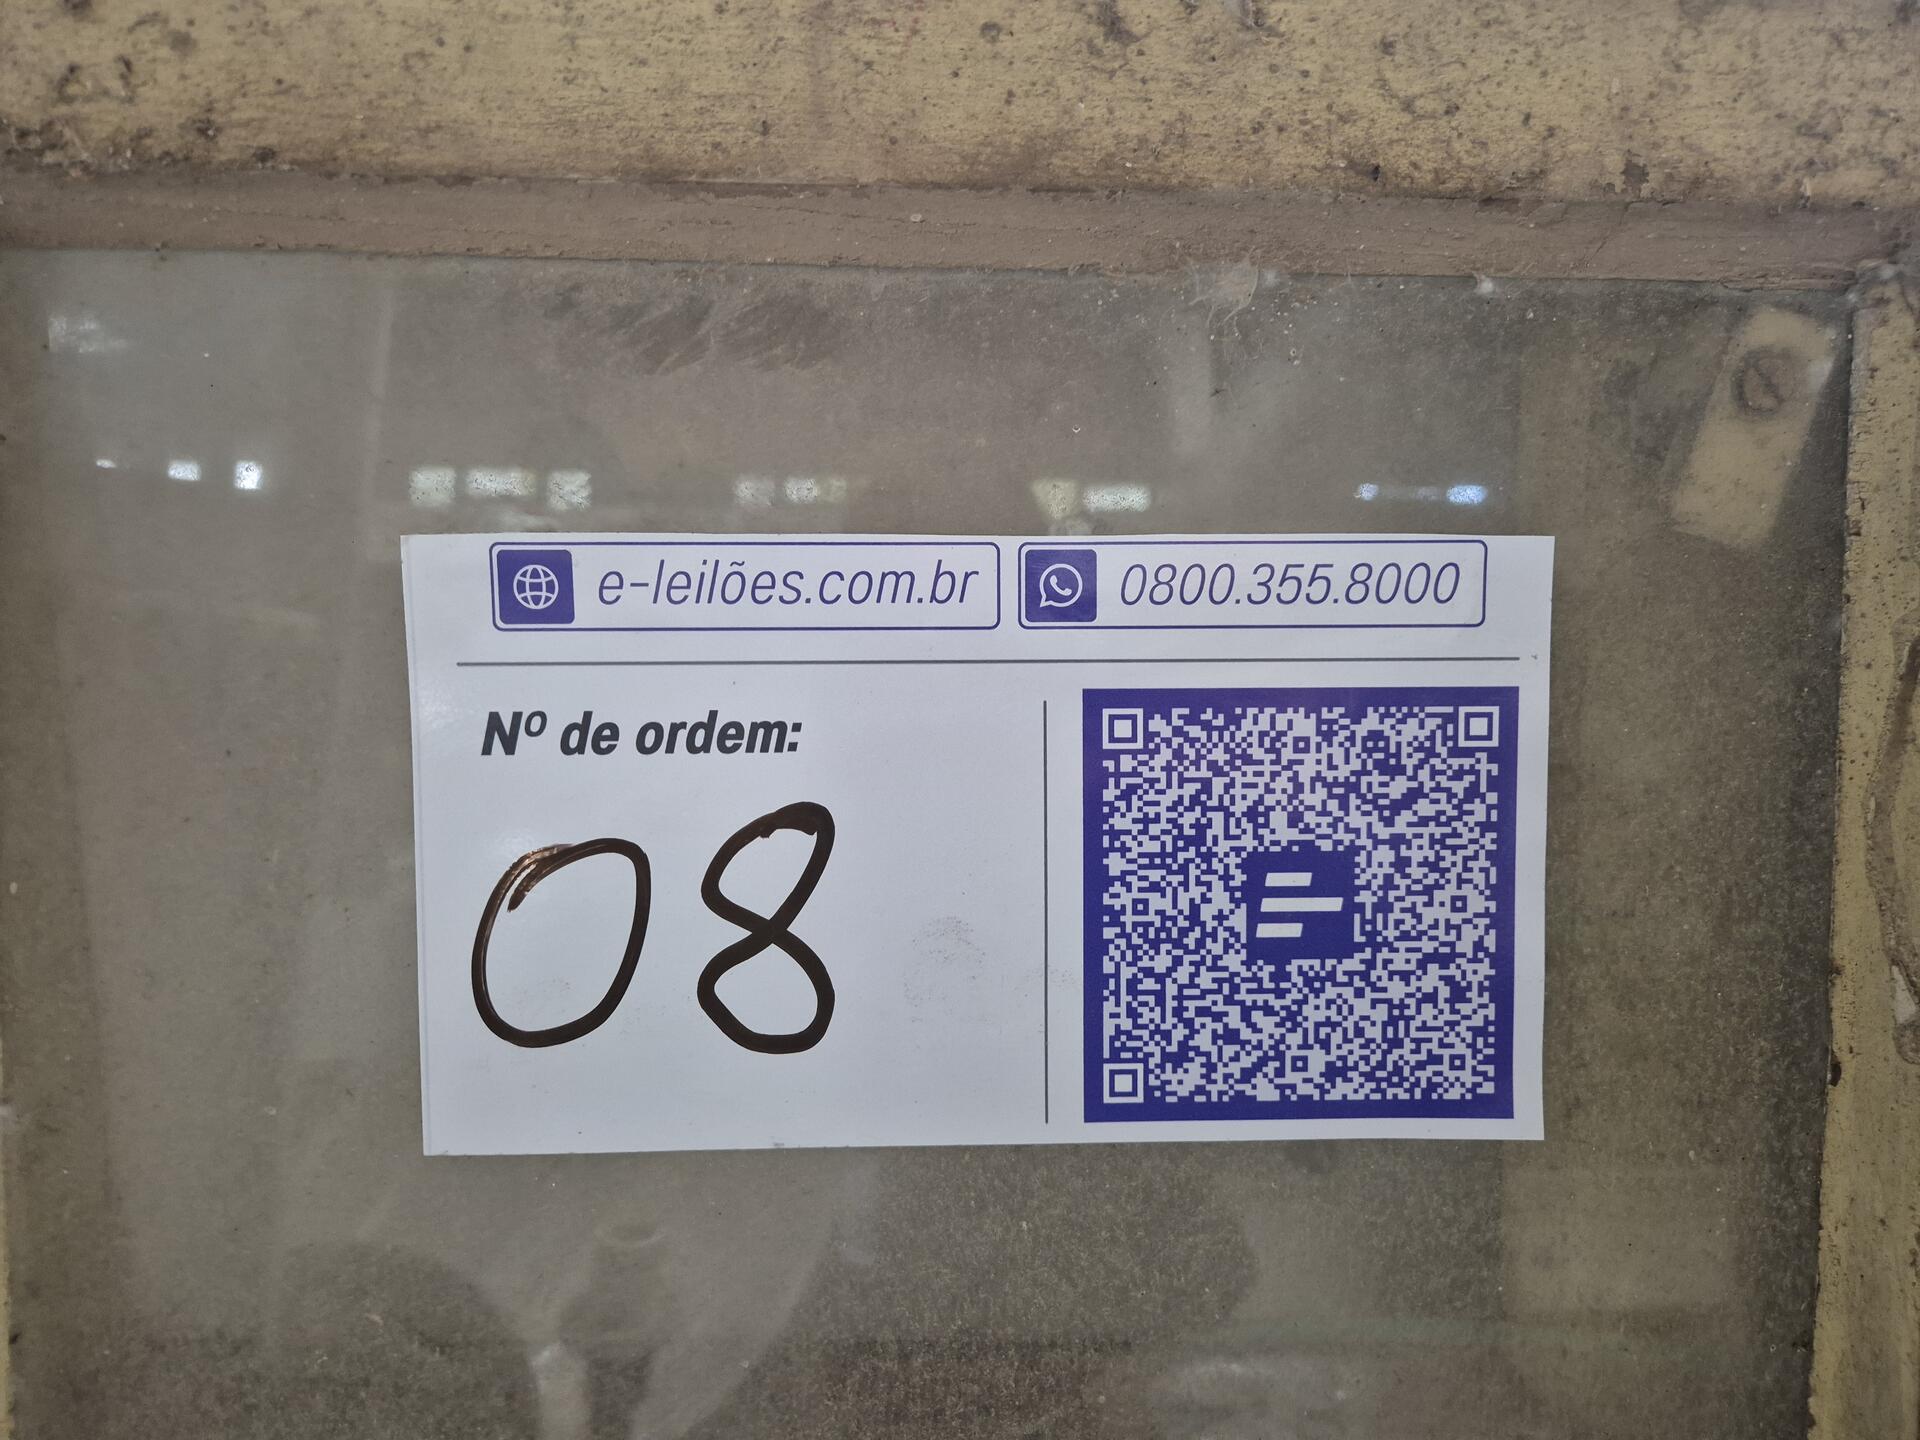 e-leilões.com.br
0800.355.8000
Nº de ordem:
08